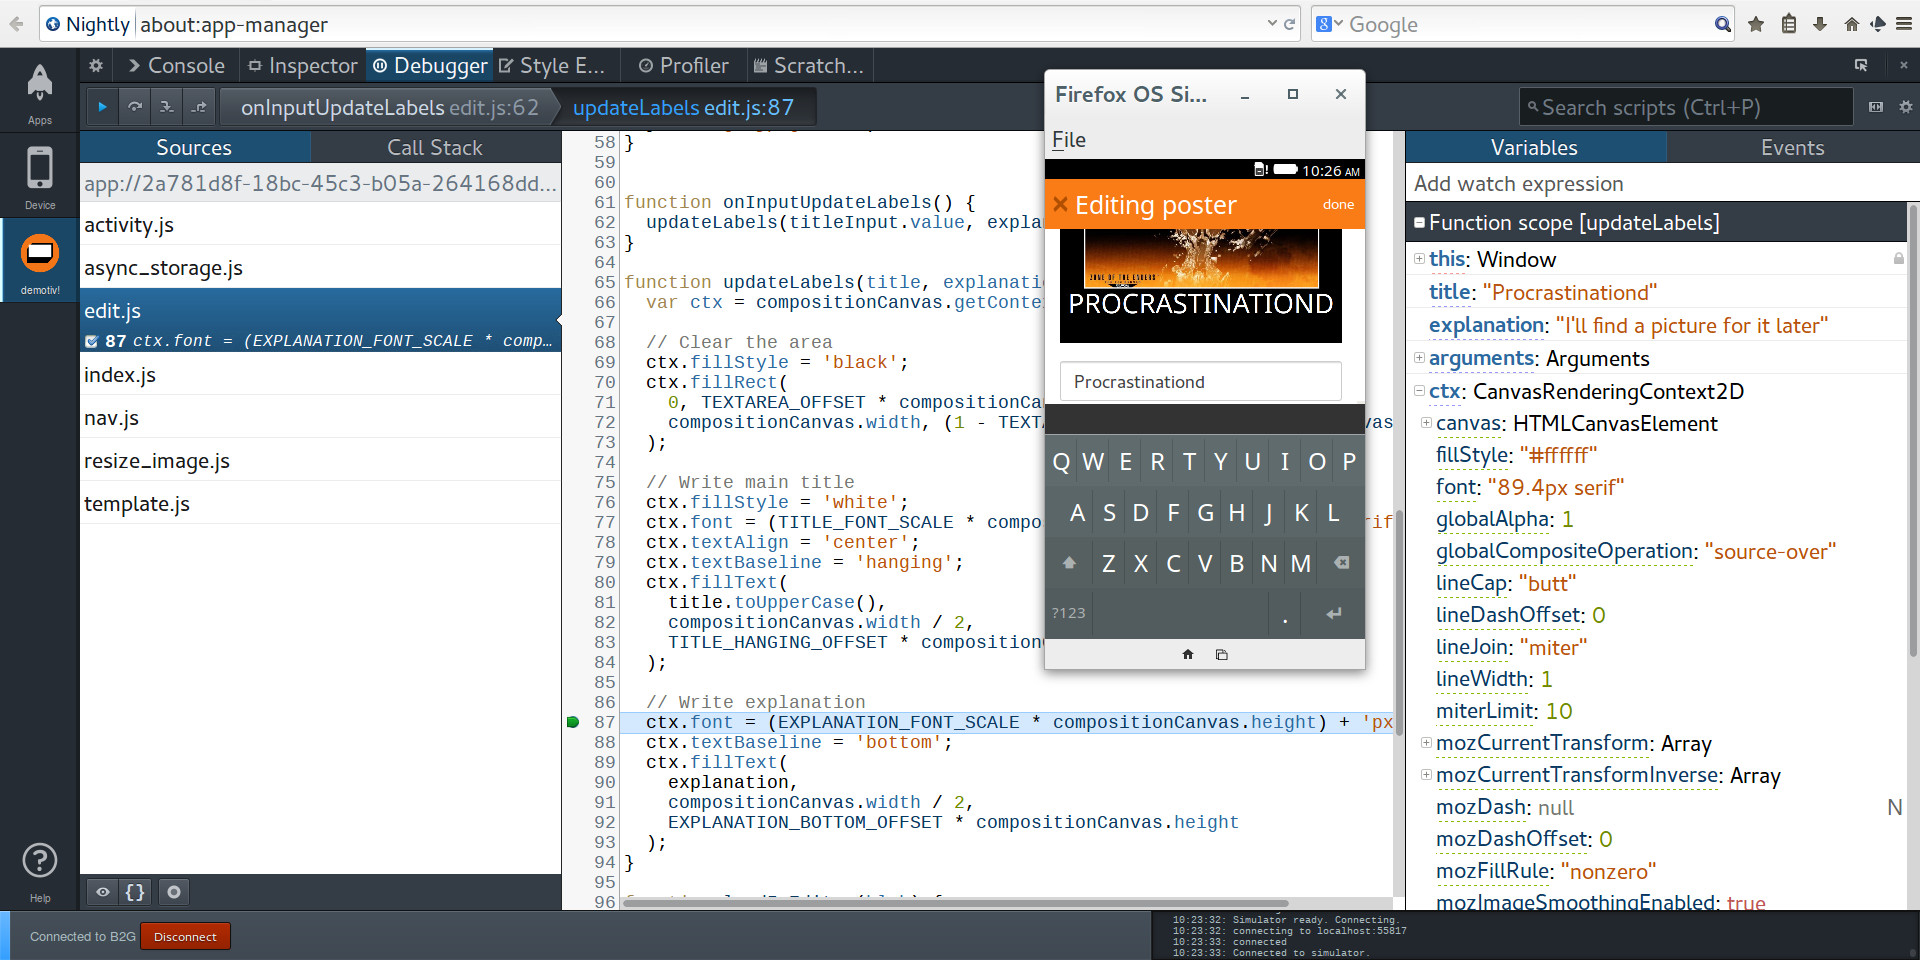 Nightly about:app-manager
Google
Console Inspector Debugger Style E... Profiler Scratch...
onInputUpdateLabels edit.js:62 updateLabels edit.js:87
Search scripts (Ctrl+P)
Apps
Device
demotiv!
Help
Sources Call Stack
app://2a781d8f-18bc-45c3-b05a-264168dd...
activity.js
async_storage.js
edit.js
87 ctx.font = (EXPLANATION_FONT_SCALE * comp...
index.js
nav.js
resize_image.js
template.js
{}
58 }
59
60
61 function onInputUpdateLabels() {
62 updateLabels(titleInput.value, expla
63 }
64
65 function updateLabels(title, explanati
66 var ctx = compositionCanvas.getConte
67
68 // Clear the area
69 ctx.fillStyle = 'black';
70 ctx.fillRect(
71 0, TEXTAREA_OFFSET * compositionCa
72 compositionCanvas.width, (1 - TEXT vas
73 );
74
75 // Write main title
76 ctx.fillStyle = 'white';
77 ctx.font = (TITLE_FONT_SCALE * compo rif
78 ctx.textAlign = 'center';
79 ctx.textBaseline = 'hanging';
80 ctx.fillText(
81 title.toUpperCase(),
82 compositionCanvas.width / 2,
83 TITLE_HANGING_OFFSET * composition
84 );
85
86 // Write explanation
87 ctx.font = (EXPLANATION_FONT_SCALE * compositionCanvas.height) + 'px
88 ctx.textBaseline = 'bottom';
89 ctx.fillText(
90 explanation,
91 compositionCanvas.width / 2,
92 EXPLANATION_BOTTOM_OFFSET * compositionCanvas.height
93 );
94 }
95
96
Firefox OS Si...
File
10:26 AM
Editing poster done
PROCRASTINATIOND
Procrastinationd
Q W E R T Y U I O P
A S D F G H J K L
Z X C V B N M
?123 .
Variables Events
Add watch expression
Function scope [updateLabels]
this: Window
title: "Procrastinationd"
explanation: "I'll find a picture for it later"
arguments: Arguments
ctx: CanvasRenderingContext2D
canvas: HTMLCanvasElement
fillStyle: "#ffffff"
font: "89.4px serif"
globalAlpha: 1
globalCompositeOperation: "source-over"
lineCap: "butt"
lineDashOffset: 0
lineJoin: "miter"
lineWidth: 1
miterLimit: 10
mozCurrentTransform: Array
mozCurrentTransformInverse: Array
mozDash: null N
mozDashOffset: 0
mozFillRule: "nonzero"
mozImageSmoothingEnabled: true
Connected to B2G Disconnect
10:23:32: Simulator ready. Connecting.
10:23:32: connecting to localhost:55817
10:23:33: connected
10:23:33: Connected to simulator.